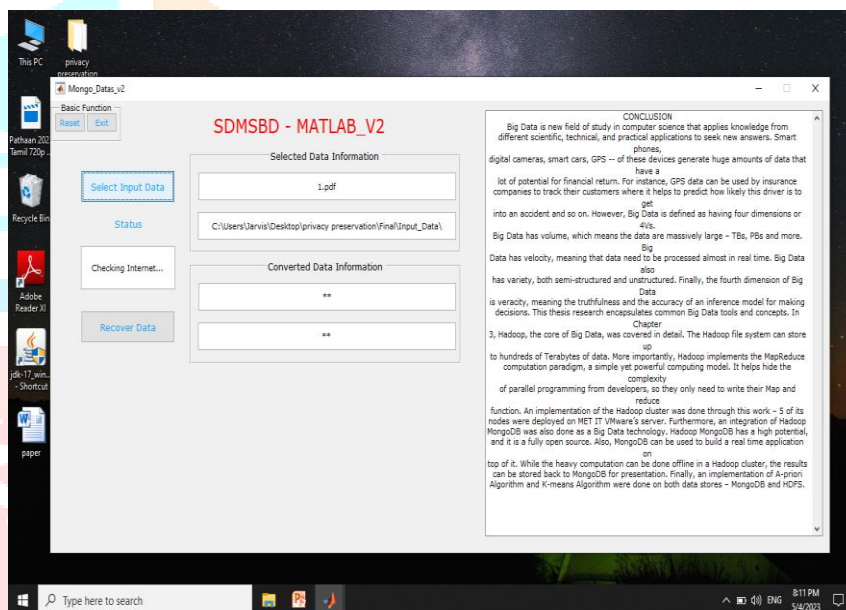 This PC
privacy
preservation
Mongo_Datas_v2
Basic Function
Reset
Exit
SDMSBD - MATLAB_V2
Selected Data Information
Select Input Data
1.pdf
Status
C:\Users\Jarvis\Desktop\privacy preservation\Final\Input_Data\
Checking Internet...
Converted Data Information
**
Recover Data
**
CONCLUSION
Big Data is new field of study in computer science that applies knowledge from
different scientific, technical, and practical applications to seek new answers. Smart
phones,
digital cameras, smart cars, GPS -- of these devices generate huge amounts of data that
have a
lot of potential for financial return. For instance, GPS data can be used by insurance
companies to track their customers where it helps to predict how likely this driver is to
get
into an accident and so on. However, Big Data is defined as having four dimensions or
4Vs.
Big Data has volume, which means the data are massively large – TBs, PBs and more.
Big
Data has velocity, meaning that data need to be processed almost in real time. Big Data
also
has variety, both semi-structured and unstructured. Finally, the fourth dimension of Big
Data
is veracity, meaning the truthfulness and the accuracy of an inference model for making
decisions. This thesis research encapsulates common Big Data tools and concepts. In
Chapter
3, Hadoop, the core of Big Data, was covered in detail. The Hadoop file system can store
up
to hundreds of Terabytes of data. More importantly, Hadoop implements the MapReduce
computation paradigm, a simple yet powerful computing model. It helps hide the
complexity
of parallel programming from developers, so they only need to write their Map and
reduce
function. An implementation of the Hadoop cluster was done through this work – 5 of its
nodes were deployed on MET IT VMware's server. Furthermore, an integration of Hadoop
MongoDB was also done as a Big Data technology. Hadoop MongoDB has a high potential,
and it is a fully open source. Also, MongoDB can be used to build a real time application
on
top of it. While the heavy computation can be done offline in a Hadoop cluster, the results
can be stored back to MongoDB for presentation. Finally, an implementation of A-priori
Algorithm and K-means Algorithm were done on both data stores – MongoDB and HDFS.
Pathaan 202
Tamil 720p ...
Recycle Bin
Adobe
Reader XI
jdk-17_win...
- Shortcut
paper
Type here to search
ENG
8:11 PM
5/4/2023